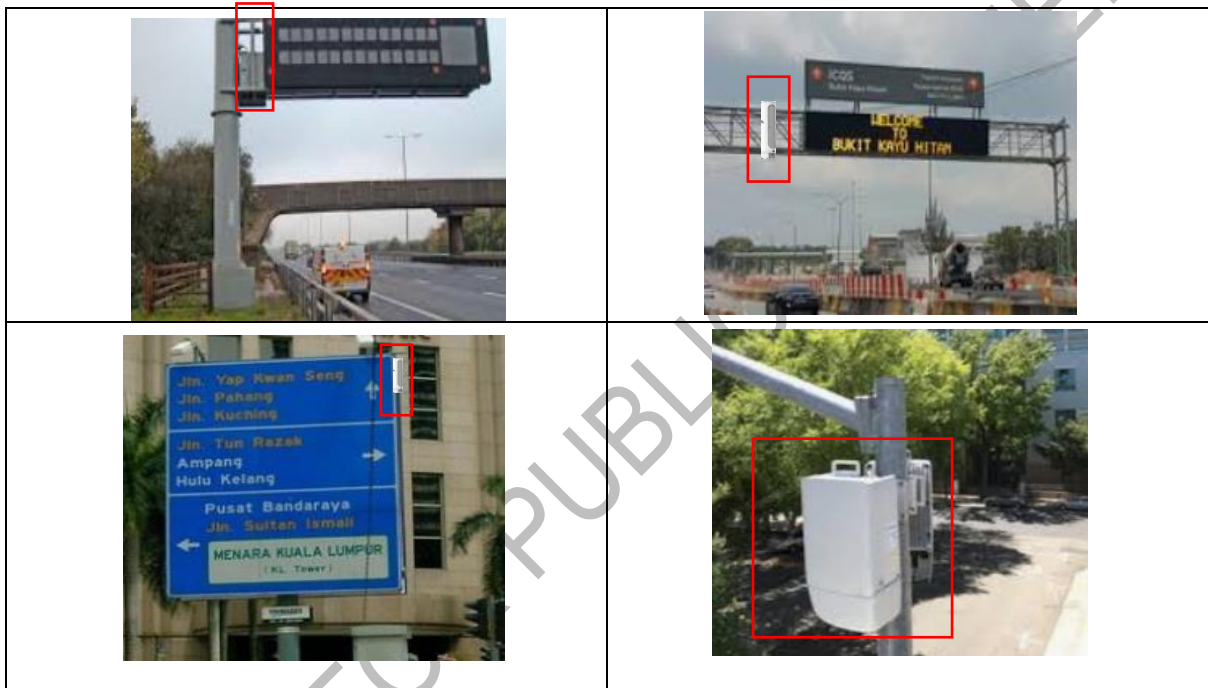 ICQS
Bukit Kayu Hitam
WELCOME
TO
BUKIT KAYU HITAM
Jln. Yap Kwan Seng
Jln. Pahang
Jln. Kuching
Jln. Tun Razak
Ampang
Hulu Kelang
Pusat Bandaraya
Jln. Sultan Ismail
MENARA KUALA LUMPUR
(KL Tower)
PUBLIC